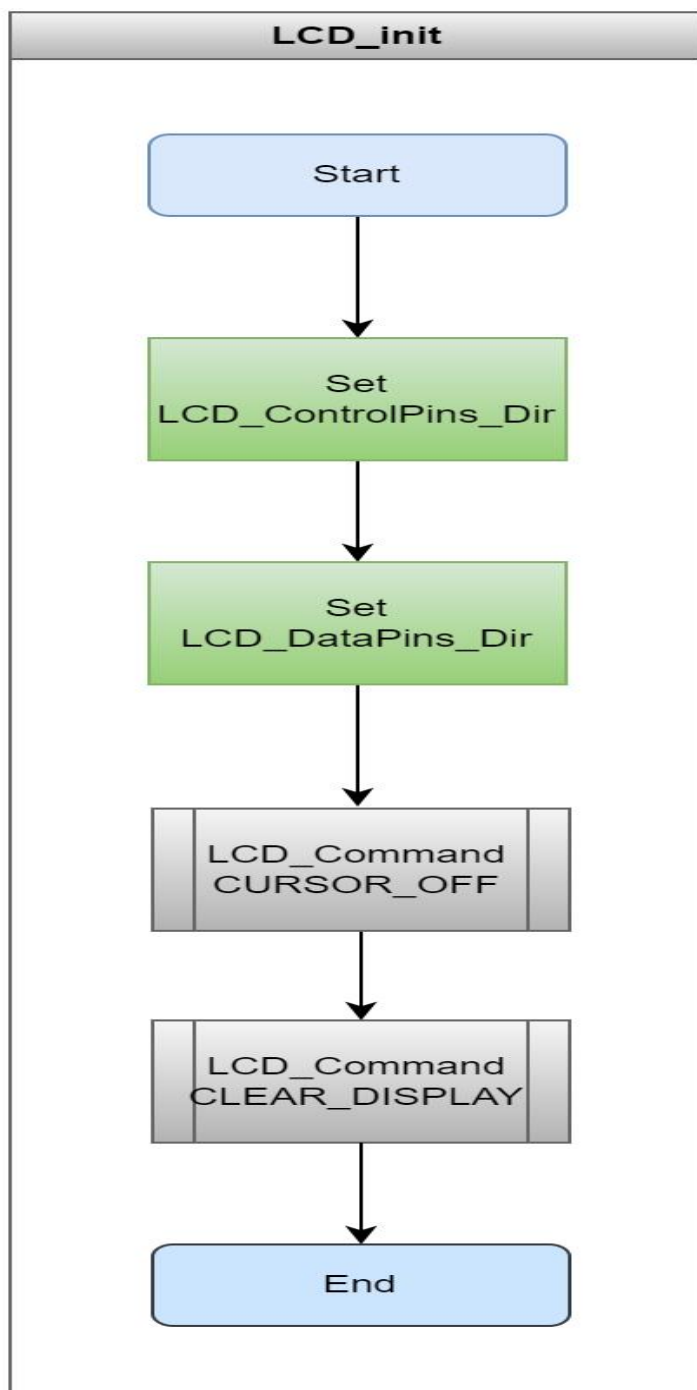 LCD_init
Start
Set
LCD_ControlPins_Dir
Set
LCD_DataPins_Dir
LCD_Command
CURSOR_OFF
LCD_Command
CLEAR_DISPLAY
End